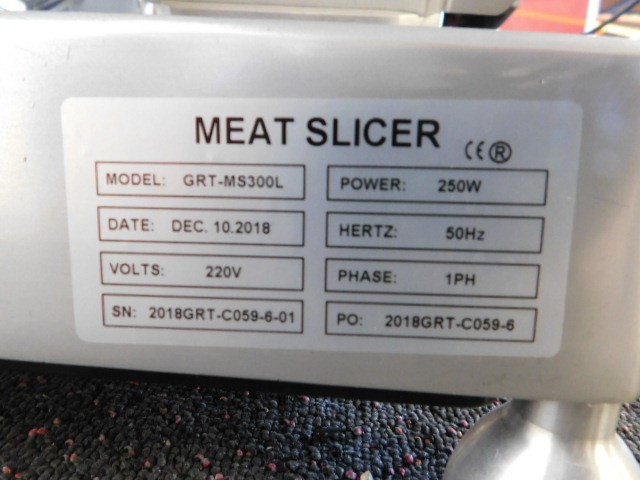 MEAT SLICER CE ®
MODEL: GRT-MS300L POWER: 250W
DATE: DEC. 10.2018 HERTZ: 50Hz
VOLTS: 220V PHASE: 1PH
SN: 2018GRT-C059-6-01 PO: 2018GRT-C059-6